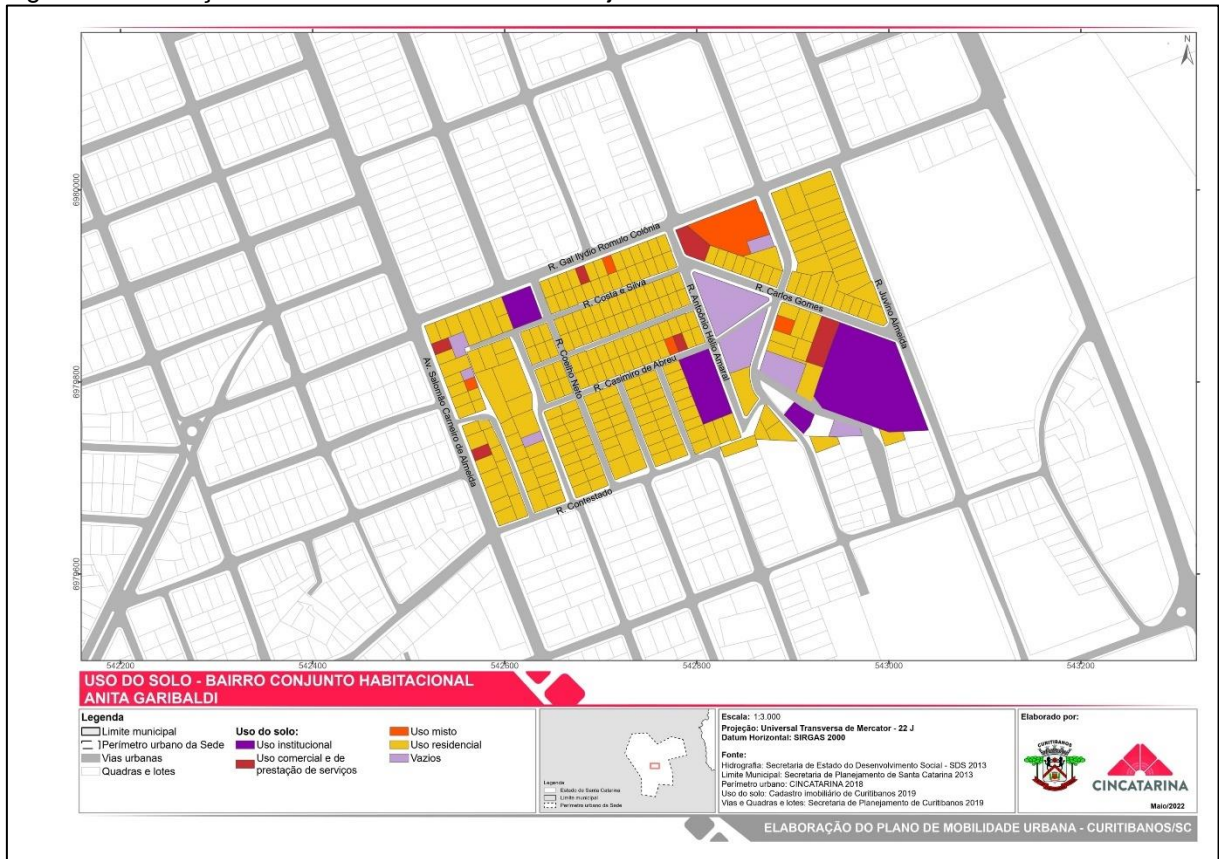 N
6980000
6979800
6979600
R. Gal Ilydio Romulo Colônia
R. Costa e Silva
R. Carlos Gomes
R. Juvino Almeida
R. Antôonio Hélio Amaral
R. Coelho Neto
R. Casimiro de Abreu
Av. Salomão Carneiro de Almeida
R. Contestado
542200
542400
542600
542800
543000
543200
USO DO SOLO - BAIRRO CONJUNTO HABITACIONAL
ANITA GARIBALDI
Legenda
Limite municipal
Perímetro urbano da Sede
Vias urbanas
Quadras e lotes
Uso do solo:
Uso institucional
Uso comercial e de
prestação de serviços
Uso misto
Uso residencial
Vazios
Legenda
Estado de Santa Catarina
Limite municipal
Perímetro urbano da Sede
Escala: 1:3.000
Projeção: Universal Transversa de Mercator - 22 J
Datum Horizontal: SIRGAS 2000
Fonte:
Hidrografia: Secretaria de Estado do Desenvolvimento Social - SDS 2013
Limite Municipal: Secretaria de Planejamento de Santa Catarina 2013
Perímetro urbano: CINCATARINA 2018
Uso do solo: Cadastro imobiliário de Curitibanos 2019
Vias e Quadras e lotes: Secretaria de Planejamento de Curitibanos 2019
Elaborado por:
CURITIBANOS
CINCATARINA
Maio/2022
ELABORAÇÃO DO PLANO DE MOBILIDADE URBANA - CURITIBANOS/SC